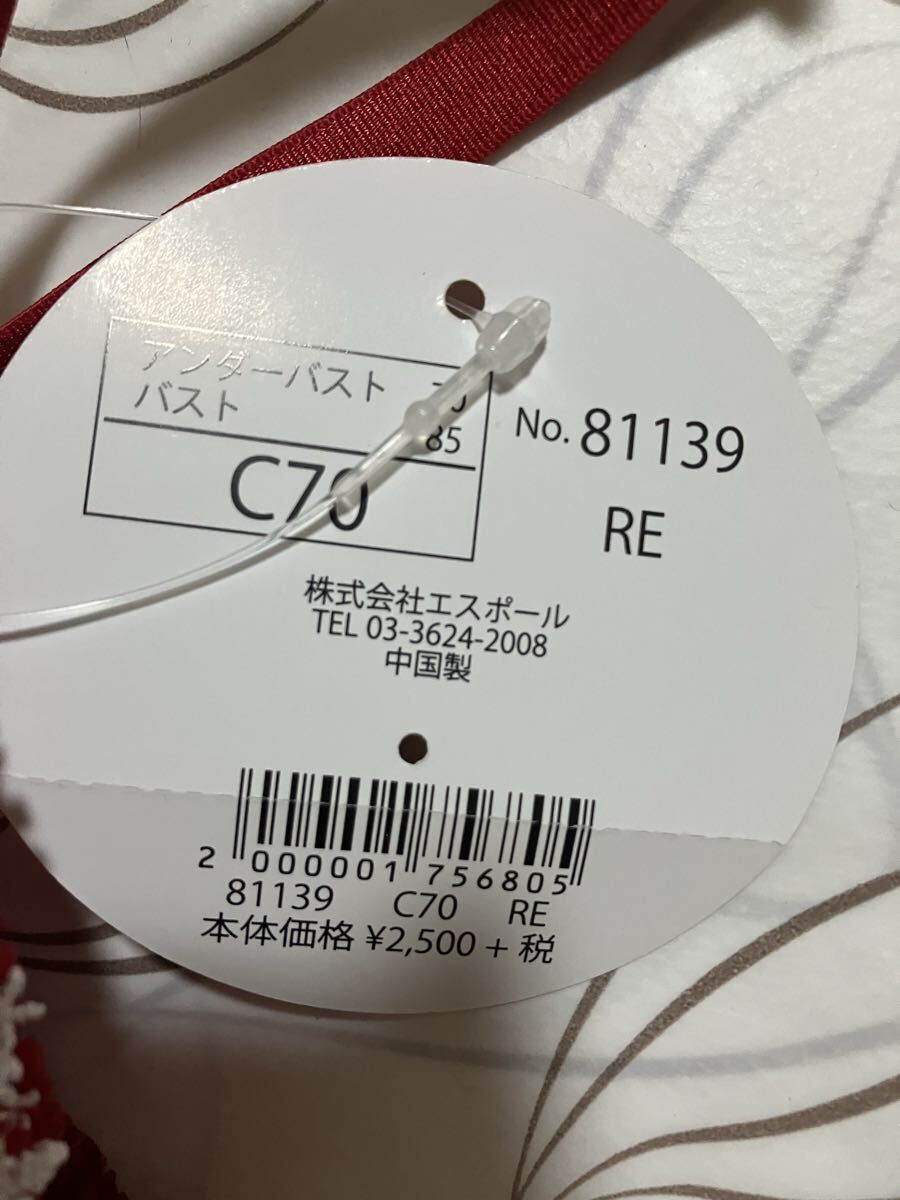 アンダーバスト 70
バスト 85
C70
No. 81139
RE
株式会社エスポール
TEL 03-3624-2008
中国製
2 000001 756805
81139 C70 RE
本体価格 ¥2,500 + 税